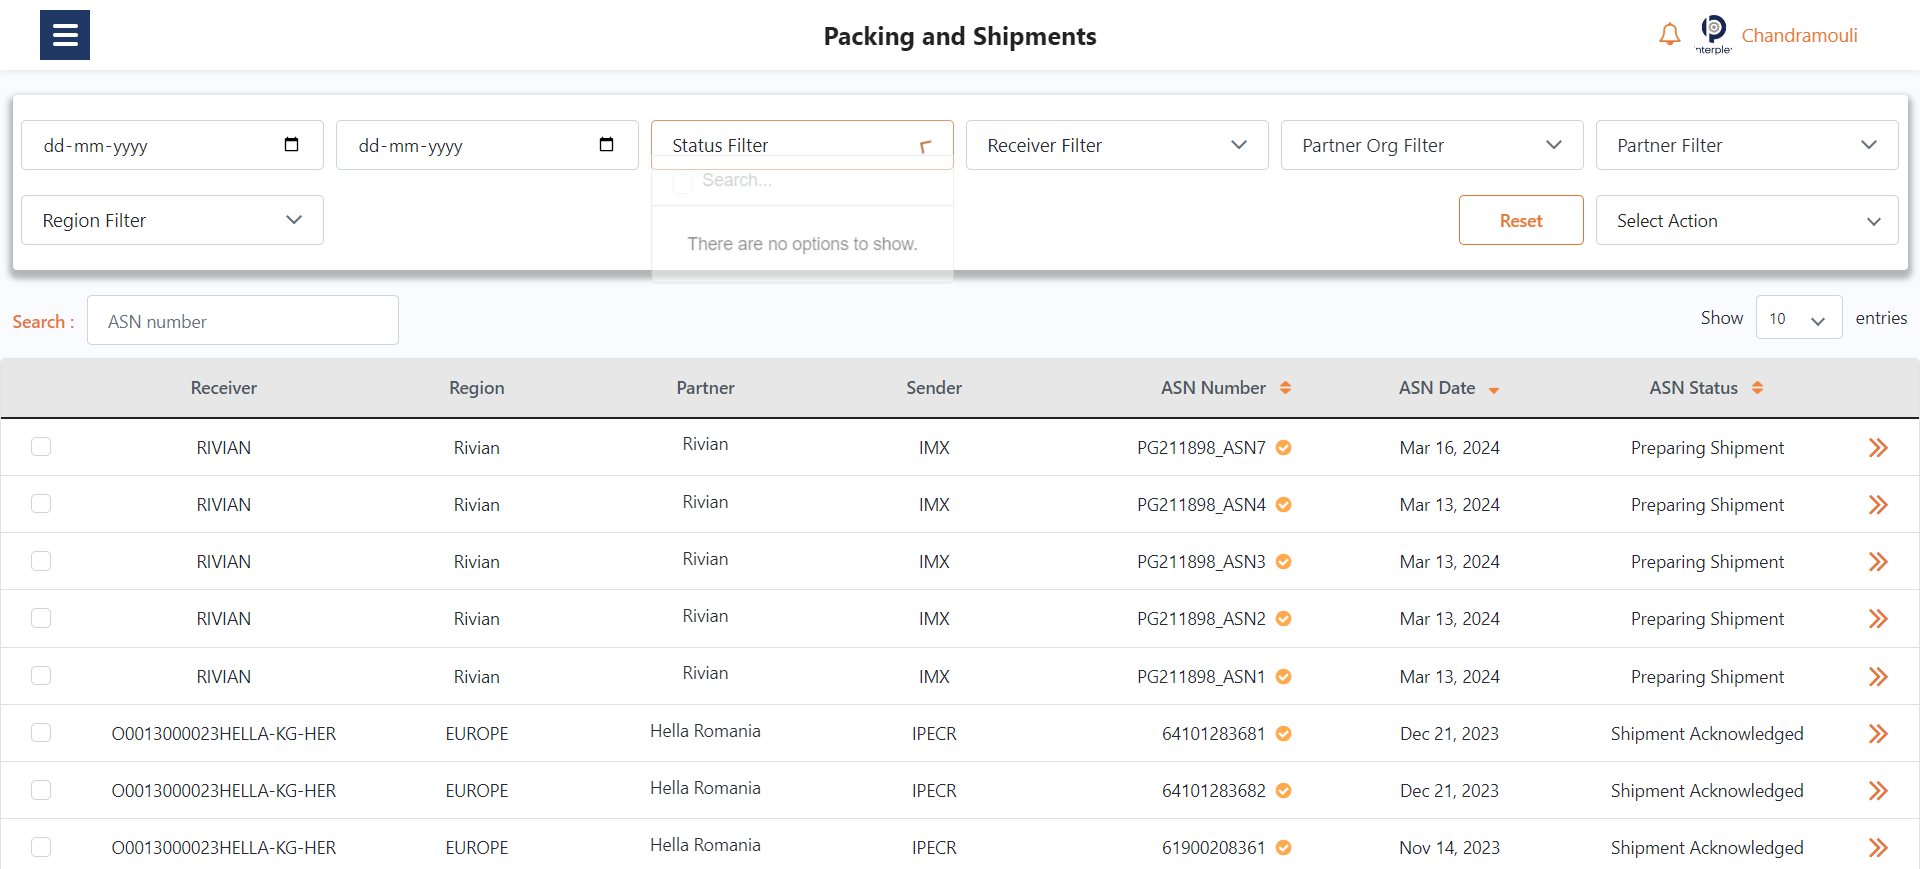 Packing and Shipments
nterple
Chandramouli
dd-mm-yyyy
dd-mm-yyyy
Status Filter
Receiver Filter
Partner Org Filter
Partner Filter
Search...
There are no options to show.
Region Filter
Reset
Select Action
Search :
ASN number
Show 10 entries
Receiver Region Partner Sender ASN Number ASN Date ASN Status
RIVIAN Rivian Rivian IMX PG211898_ASN7 Mar 16, 2024 Preparing Shipment
RIVIAN Rivian Rivian IMX PG211898_ASN4 Mar 13, 2024 Preparing Shipment
RIVIAN Rivian Rivian IMX PG211898_ASN3 Mar 13, 2024 Preparing Shipment
RIVIAN Rivian Rivian IMX PG211898_ASN2 Mar 13, 2024 Preparing Shipment
RIVIAN Rivian Rivian IMX PG211898_ASN1 Mar 13, 2024 Preparing Shipment
O0013000023HELLA-KG-HER EUROPE Hella Romania IPECR 64101283681 Dec 21, 2023 Shipment Acknowledged
O0013000023HELLA-KG-HER EUROPE Hella Romania IPECR 64101283682 Dec 21, 2023 Shipment Acknowledged
O0013000023HELLA-KG-HER EUROPE Hella Romania IPECR 61900208361 Nov 14, 2023 Shipment Acknowledged